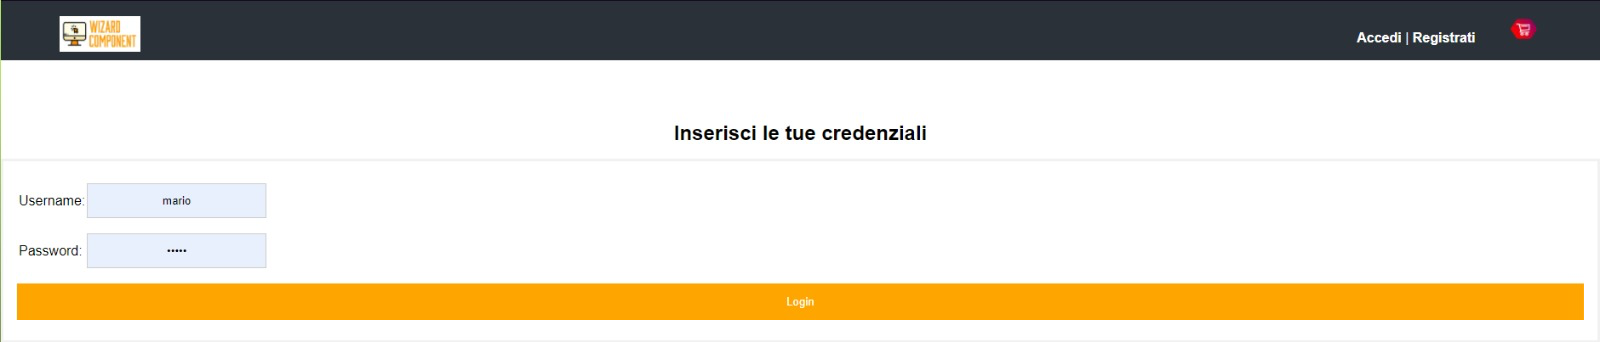 WIZARD
COMPONENT
Accedi | Registrati
Inserisci le tue credenziali
Username: mario
Password: •••••
Login